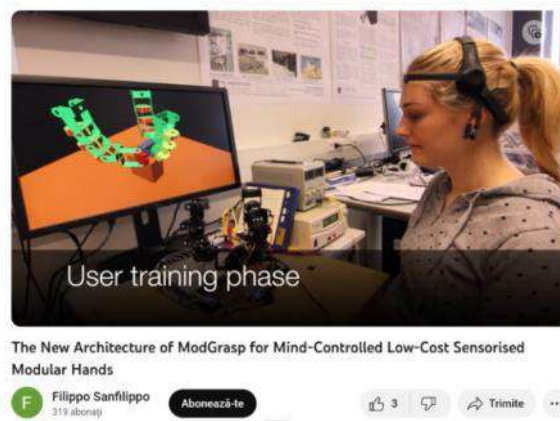 User training phase
The New Architecture of ModGrasp for Mind-Controlled Low-Cost Sensorised
Modular Hands
F
Filippo Sanfilippo
319 abonați
Abonează-te
3
Trimite